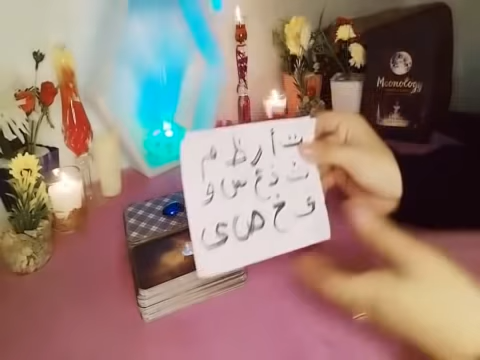 ت أ ر ظ م
ث ذ غ س و
ف خ ص ي
Moonology